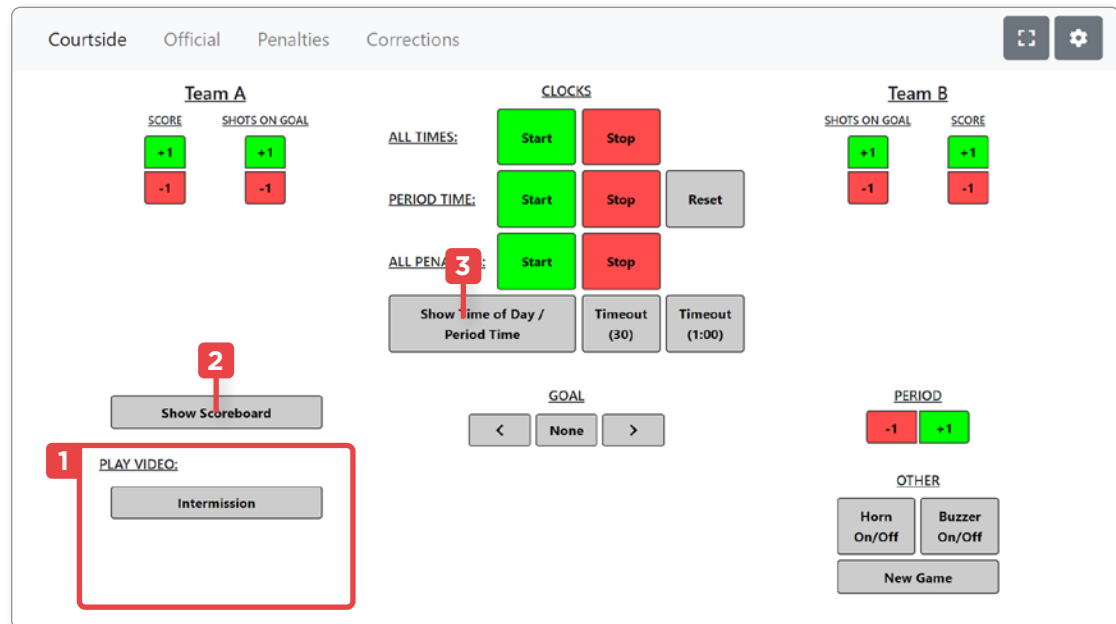 Courtside Official Penalties Corrections
Team A
SCORE SHOTS ON GOAL
+1 +1
-1 -1
CLOCKS
ALL TIMES: Start Stop
PERIOD TIME: Start Stop Reset
ALL PENA : Start Stop
3
Show Time of Day / Period Time
Timeout (30)
Timeout (1:00)
Team B
SHOTS ON GOAL SCORE
+1 +1
-1 -1
2
Show Scoreboard
1
PLAY VIDEO:
Intermission
GOAL
< None >
PERIOD
-1 +1
OTHER
Horn On/Off
Buzzer On/Off
New Game